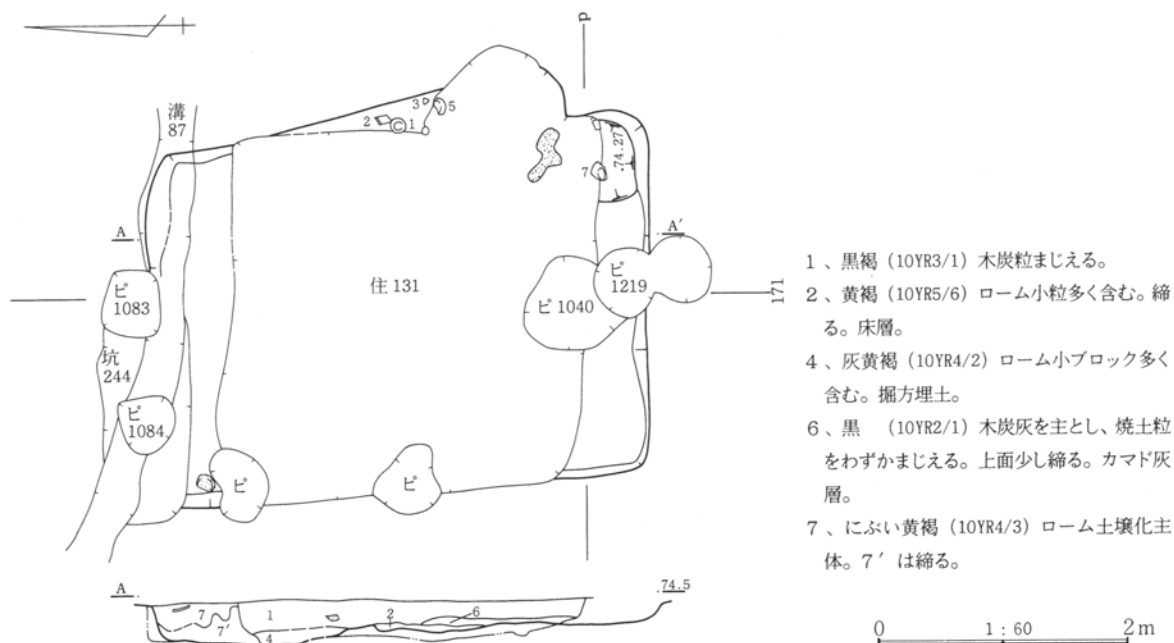 d
溝
87
3
5
2
1
74.27
7
A
A′
住 131
ピ
1083
ピ 1040
ピ
1219
171
坑
244
ピ
1084
ピ
ピ
A
74.5
7
1
2
6
7′
4
1、黒褐 (10YR3/1) 木炭粒まじえる。
2、黄褐 (10YR5/6) ローム小粒多く含む。締
る。床層。
4、灰黄褐 (10YR4/2) ローム小ブロック多く
含む。掘方埋土。
6、黒　(10YR2/1) 木炭灰を主とし、焼土粒
をわずかまじえる。上面少し締る。カマド灰
層。
7、にぶい黄褐 (10YR4/3) ローム土壌化主
体。7′は締る。
0 1:60 2m